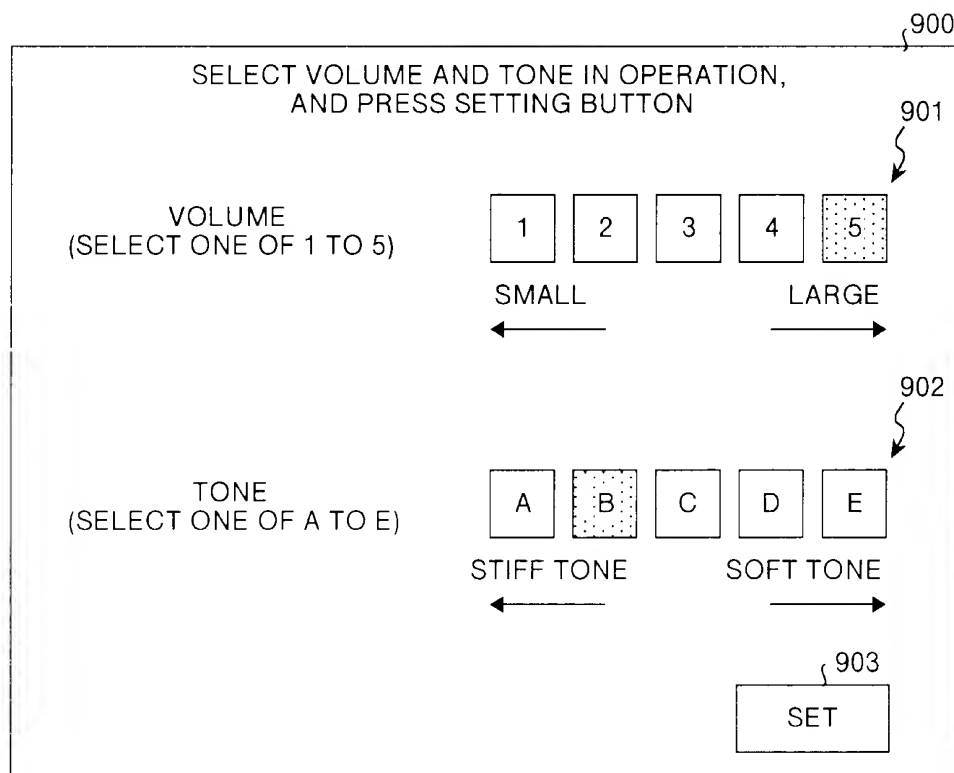 900
SELECT VOLUME AND TONE IN OPERATION,
AND PRESS SETTING BUTTON
901
VOLUME
(SELECT ONE OF 1 TO 5)
1 2 3 4 5
SMALL LARGE
902
TONE
(SELECT ONE OF A TO E)
A B C D E
STIFF TONE SOFT TONE
903
SET